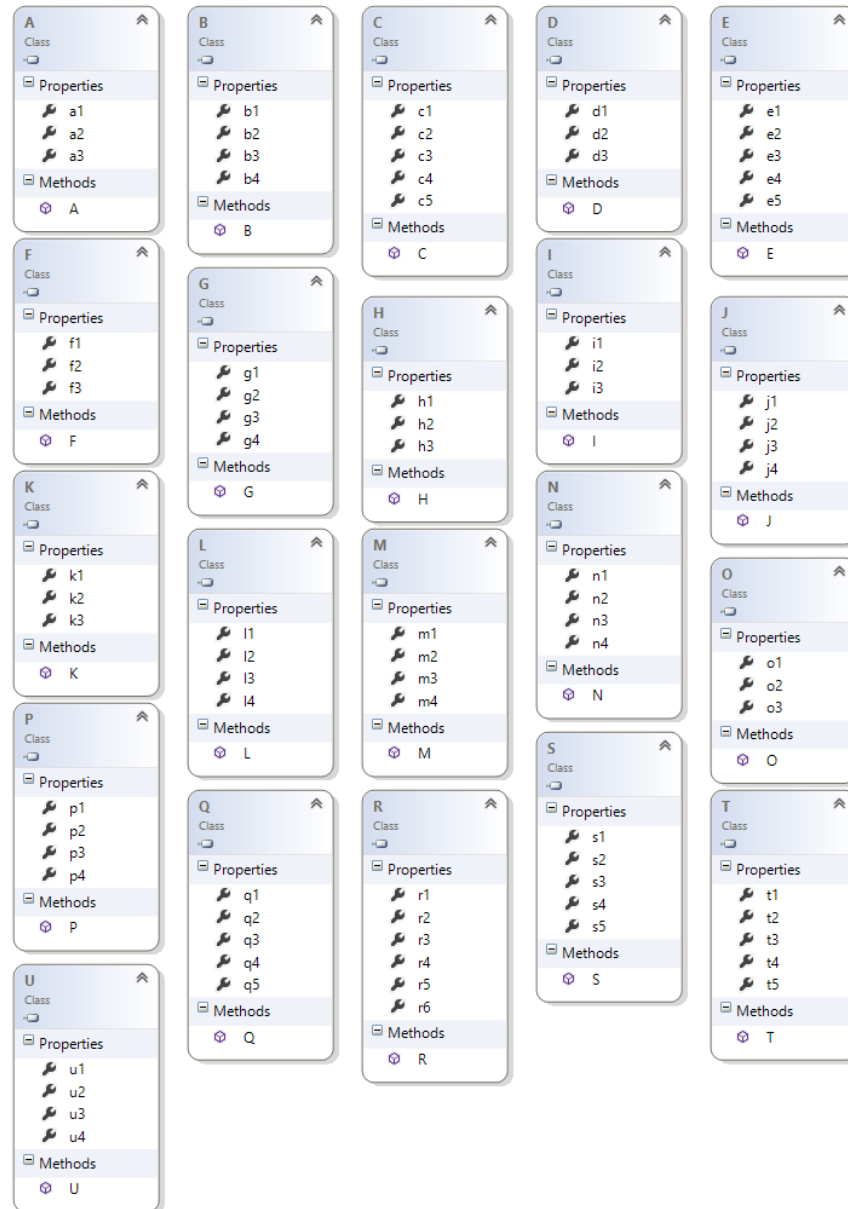 A
Class
Properties
a1
a2
a3
Methods
A
B
Class
Properties
b1
b2
b3
b4
Methods
B
C
Class
Properties
c1
c2
c3
c4
c5
Methods
C
D
Class
Properties
d1
d2
d3
Methods
D
E
Class
Properties
e1
e2
e3
e4
e5
Methods
E
F
Class
Properties
f1
f2
f3
Methods
F
G
Class
Properties
g1
g2
g3
g4
Methods
G
H
Class
Properties
h1
h2
h3
Methods
H
I
Class
Properties
i1
i2
i3
Methods
I
J
Class
Properties
j1
j2
j3
j4
Methods
J
K
Class
Properties
k1
k2
k3
Methods
K
L
Class
Properties
l1
l2
l3
l4
Methods
L
M
Class
Properties
m1
m2
m3
m4
Methods
M
N
Class
Properties
n1
n2
n3
n4
Methods
N
O
Class
Properties
o1
o2
o3
Methods
O
P
Class
Properties
p1
p2
p3
p4
Methods
P
Q
Class
Properties
q1
q2
q3
q4
q5
Methods
Q
R
Class
Properties
r1
r2
r3
r4
r5
r6
Methods
R
S
Class
Properties
s1
s2
s3
s4
s5
Methods
S
T
Class
Properties
t1
t2
t3
t4
t5
Methods
T
U
Class
Properties
u1
u2
u3
u4
Methods
U